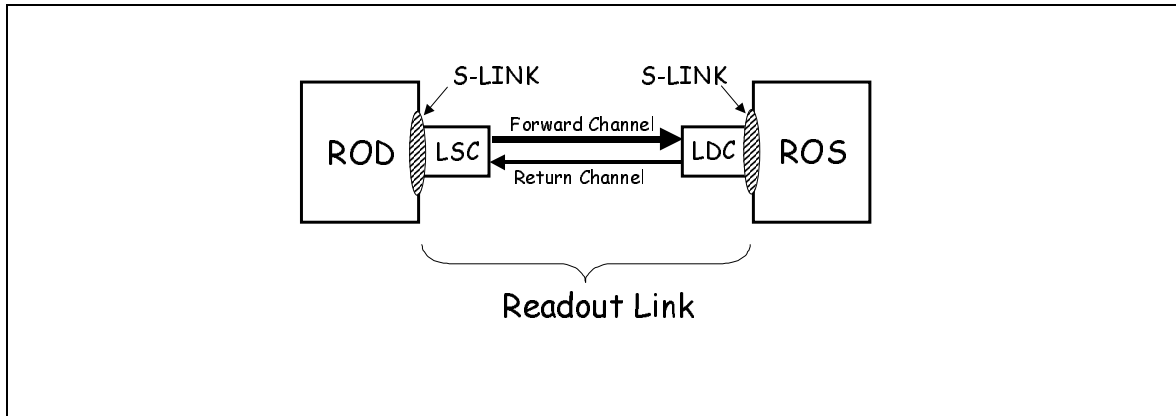 S-LINK
S-LINK
Forward Channel
ROD
LSC
LDC
ROS
Return Channel
Readout Link